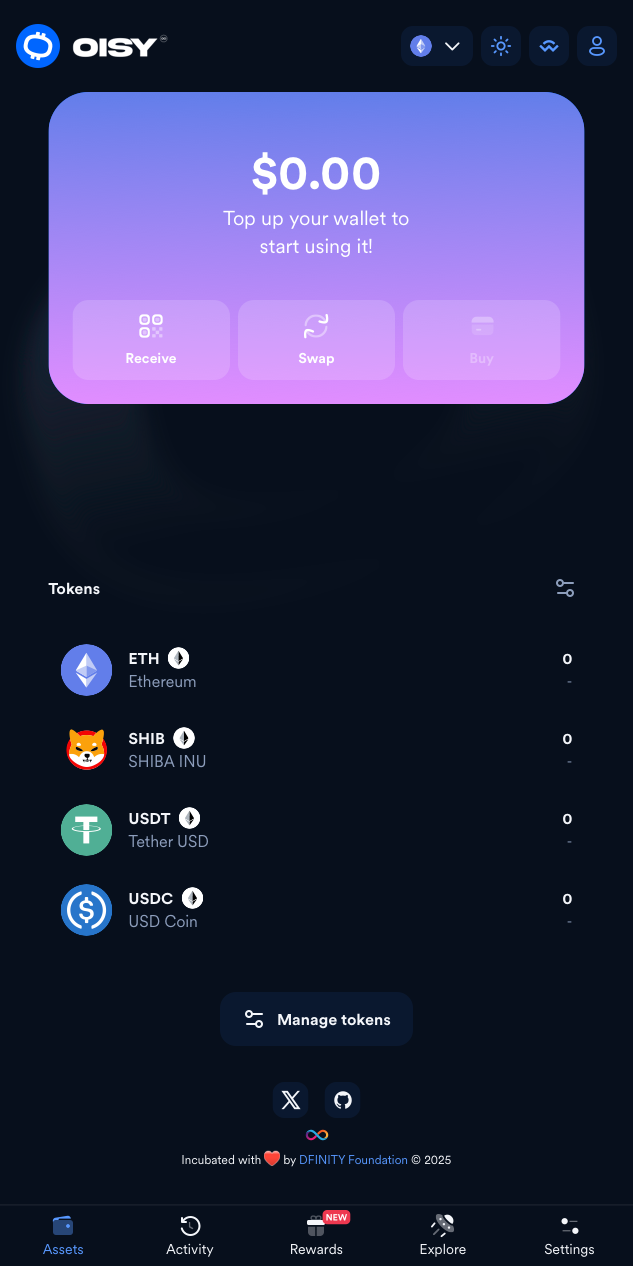 OISY
$0.00
Top up your wallet to
start using it!
Receive
Swap
Buy
Tokens
ETH
0
Ethereum
-
SHIB
0
SHIBA INU
-
USDT
0
Tether USD
-
USDC
0
USD Coin
-
Manage tokens
Incubated with ❤️ by DFINITY Foundation © 2025
NEW
Assets
Activity
Rewards
Explore
Settings